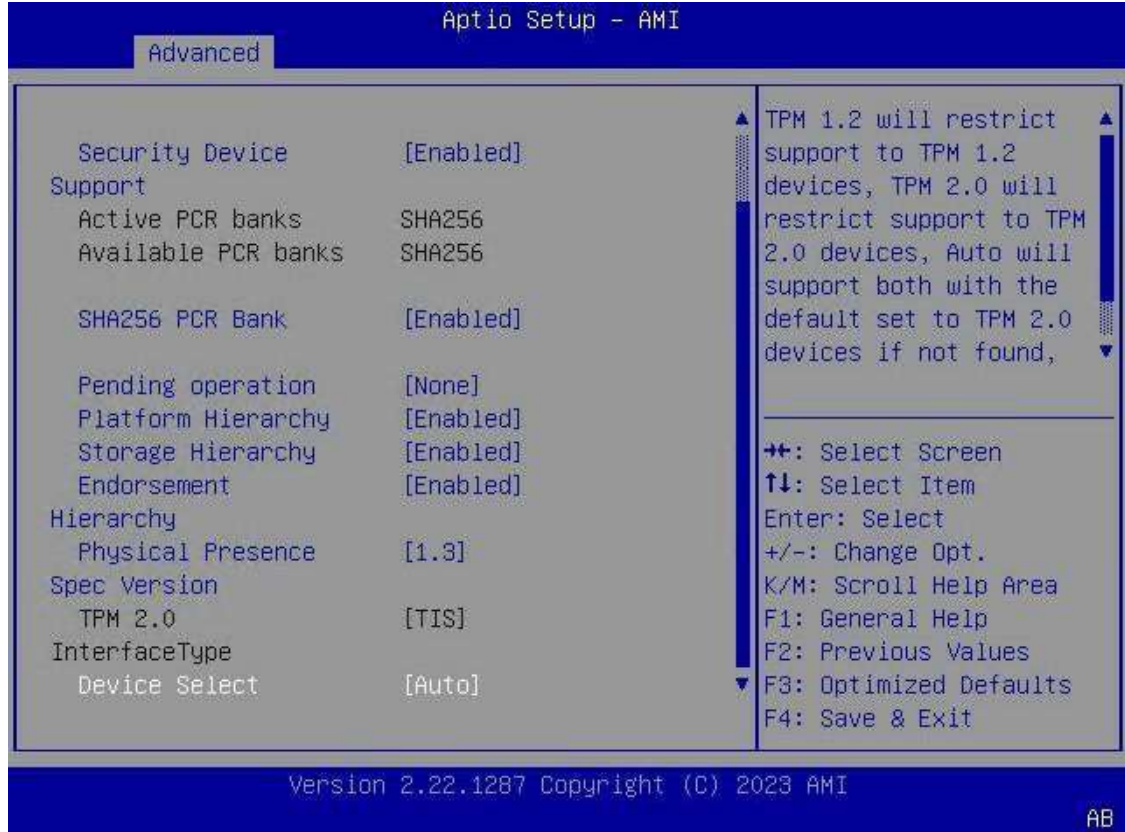 Aptio Setup – AMI
Advanced
Security Device [Enabled]
Support
Active PCR banks SHA256
Available PCR banks SHA256
SHA256 PCR Bank [Enabled]
Pending operation [None]
Platform Hierarchy [Enabled]
Storage Hierarchy [Enabled]
Endorsement [Enabled]
Hierarchy
Physical Presence [1.3]
Spec Version
TPM 2.0 [TIS]
InterfaceType
Device Select [Auto]
TPM 1.2 will restrict
support to TPM 1.2
devices, TPM 2.0 will
restrict support to TPM
2.0 devices, Auto will
support both with the
default set to TPM 2.0
devices if not found,
→←: Select Screen
↑↓: Select Item
Enter: Select
+/-: Change Opt.
K/M: Scroll Help Area
F1: General Help
F2: Previous Values
F3: Optimized Defaults
F4: Save & Exit
Version 2.22.1287 Copyright (C) 2023 AMI
AB